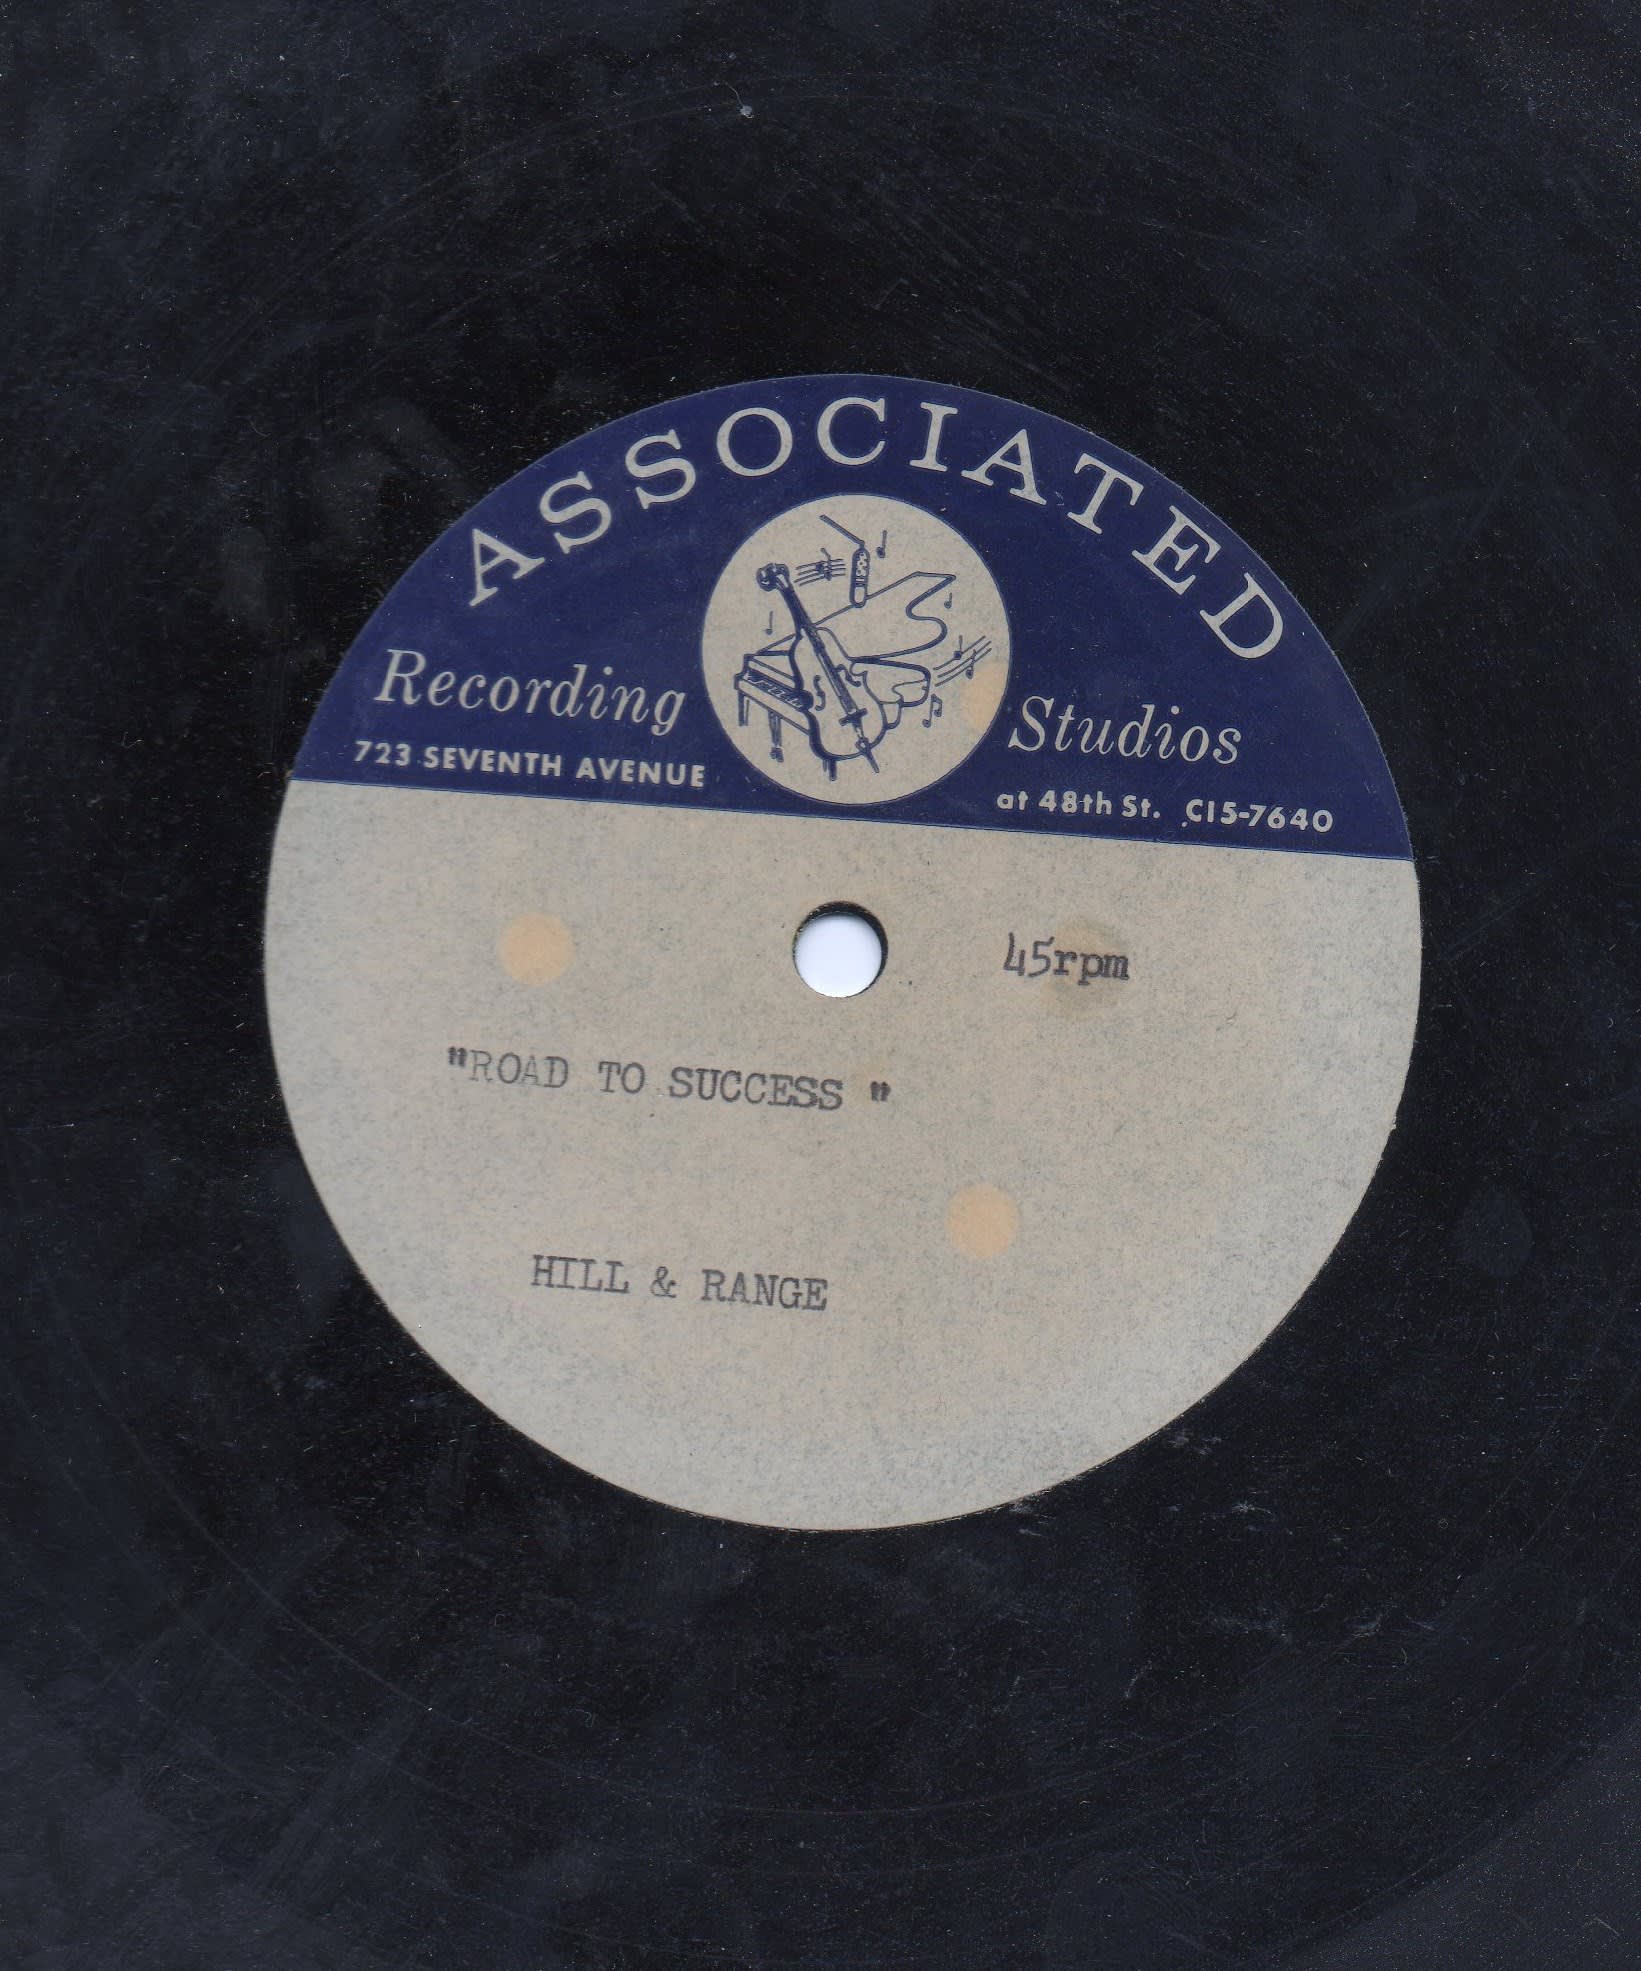 ASSOCIATED
Recording Studios
723 SEVENTH AVENUE at 48th St. CI5-7640
45rpm
"ROAD TO SUCCESS "
HILL & RANGE